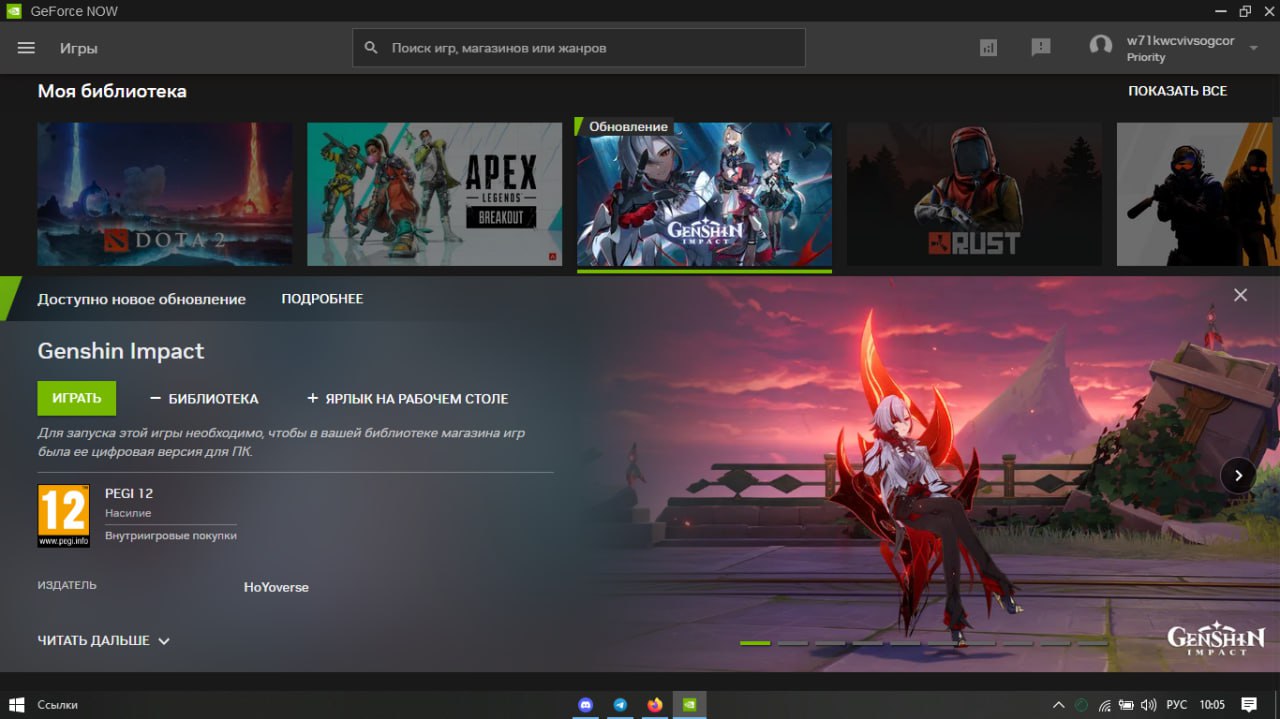 GeForce NOW
Игры
Поиск игр, магазинов или жанров
w71kwcvivsogcor
Priority
Моя библиотека
ПОКАЗАТЬ ВСЕ
DOTA 2
APEX
LEGENDS
BREAKOUT
Обновление
GENSHIN
IMPACT
RUST
Доступно новое обновление
ПОДРОБНЕЕ
Genshin Impact
ИГРАТЬ
− БИБЛИОТЕКА
+ ЯРЛЫК НА РАБОЧЕМ СТОЛЕ
Для запуска этой игры необходимо, чтобы в вашей библиотеке магазина игр
была ее цифровая версия для ПК.
12
www.pegi.info
PEGI 12
Насилие
Внутриигровые покупки
ИЗДАТЕЛЬ
HoYoverse
ЧИТАТЬ ДАЛЬШЕ
GENSHIN
IMPACT
Ссылки
РУС
10:05